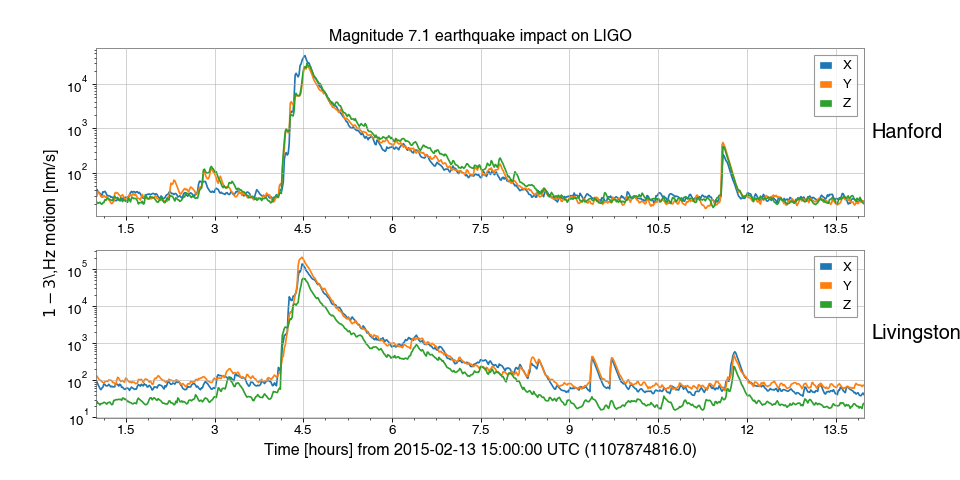 Magnitude 7.1 earthquake impact on LIGO
1 − 3\,Hz motion [nm/s]
10^4
10^3
10^2
X
Y
Z
Hanford
1.5 3 4.5 6 7.5 9 10.5 12 13.5
10^5
10^4
10^3
10^2
10^1
X
Y
Z
Livingston
1.5 3 4.5 6 7.5 9 10.5 12 13.5
Time [hours] from 2015-02-13 15:00:00 UTC (1107874816.0)